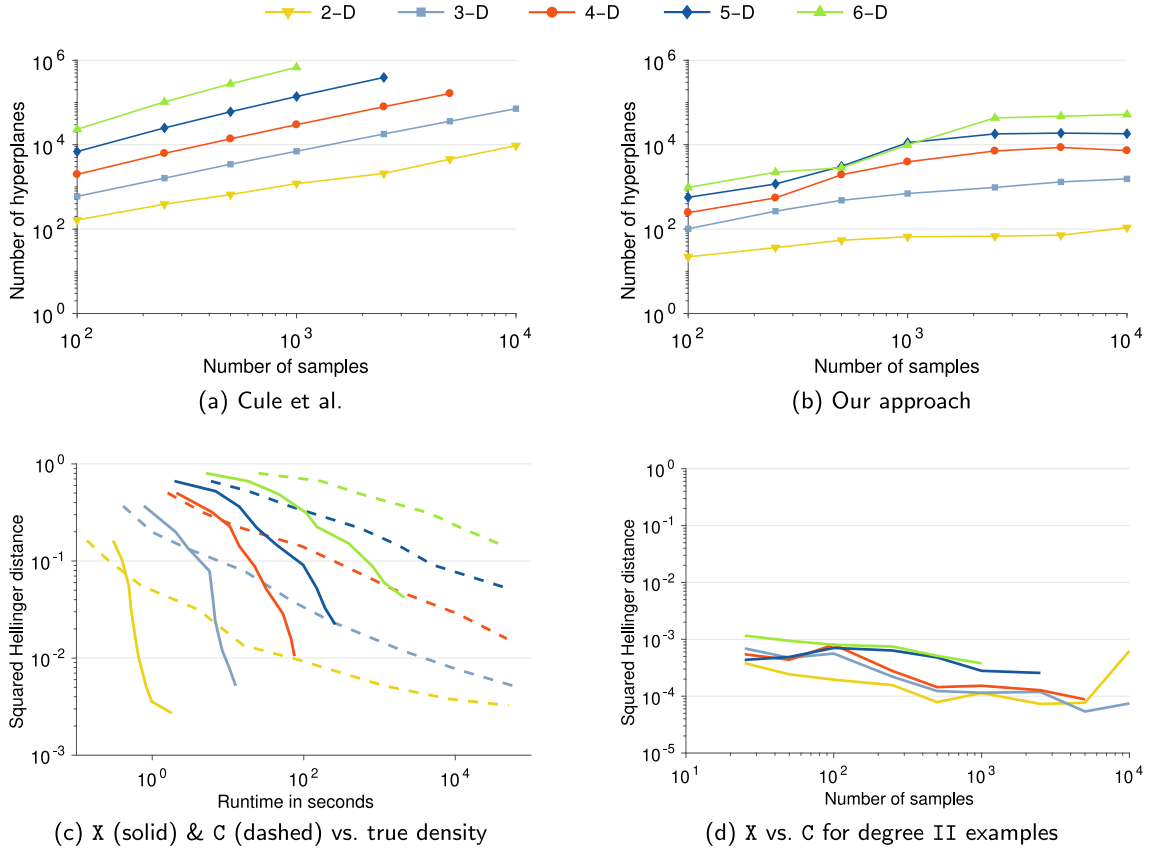 2-D 3-D 4-D 5-D 6-D
Number of hyperplanes
10^6
10^4
10^2
10^0
10^2 10^3 10^4
Number of samples
(a) Cule et al.
Number of hyperplanes
10^6
10^4
10^2
10^0
10^2 10^3 10^4
Number of samples
(b) Our approach
Squared Hellinger distance
10^0
10^-1
10^-2
10^-3
10^0 10^2 10^4
Runtime in seconds
(c) X (solid) & C (dashed) vs. true density
Squared Hellinger distance
10^0
10^-1
10^-2
10^-3
10^-4
10^-5
10^1 10^2 10^3 10^4
Number of samples
(d) X vs. C for degree II examples